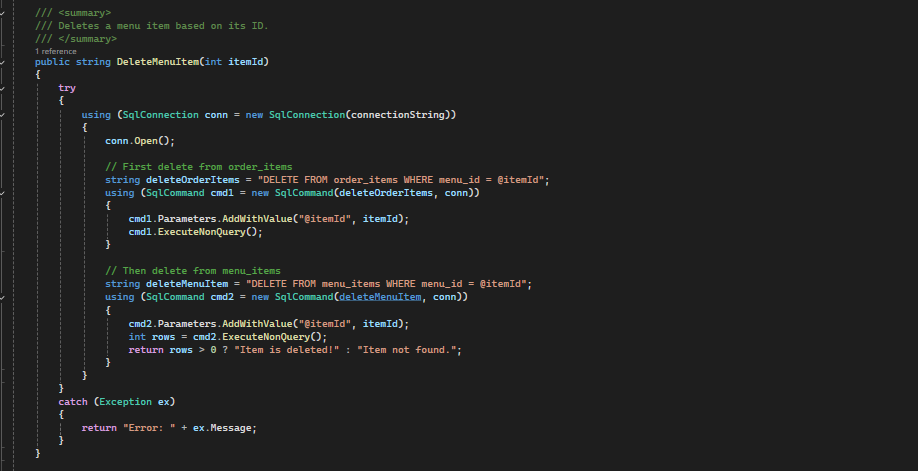 /// <summary>
/// Deletes a menu item based on its ID.
/// </summary>
1 reference
public string DeleteMenuItem(int itemId)
{
try
{
using (SqlConnection conn = new SqlConnection(connectionString))
{
conn.Open();
// First delete from order_items
string deleteOrderItems = "DELETE FROM order_items WHERE menu_id = @itemId";
using (SqlCommand cmd1 = new SqlCommand(deleteOrderItems, conn))
{
cmd1.Parameters.AddWithValue("@itemId", itemId);
cmd1.ExecuteNonQuery();
}
// Then delete from menu_items
string deleteMenuItem = "DELETE FROM menu_items WHERE menu_id = @itemId";
using (SqlCommand cmd2 = new SqlCommand(deleteMenuItem, conn))
{
cmd2.Parameters.AddWithValue("@itemId", itemId);
int rows = cmd2.ExecuteNonQuery();
return rows > 0 ? "Item is deleted!" : "Item not found.";
}
}
}
catch (Exception ex)
{
return "Error: " + ex.Message;
}
}